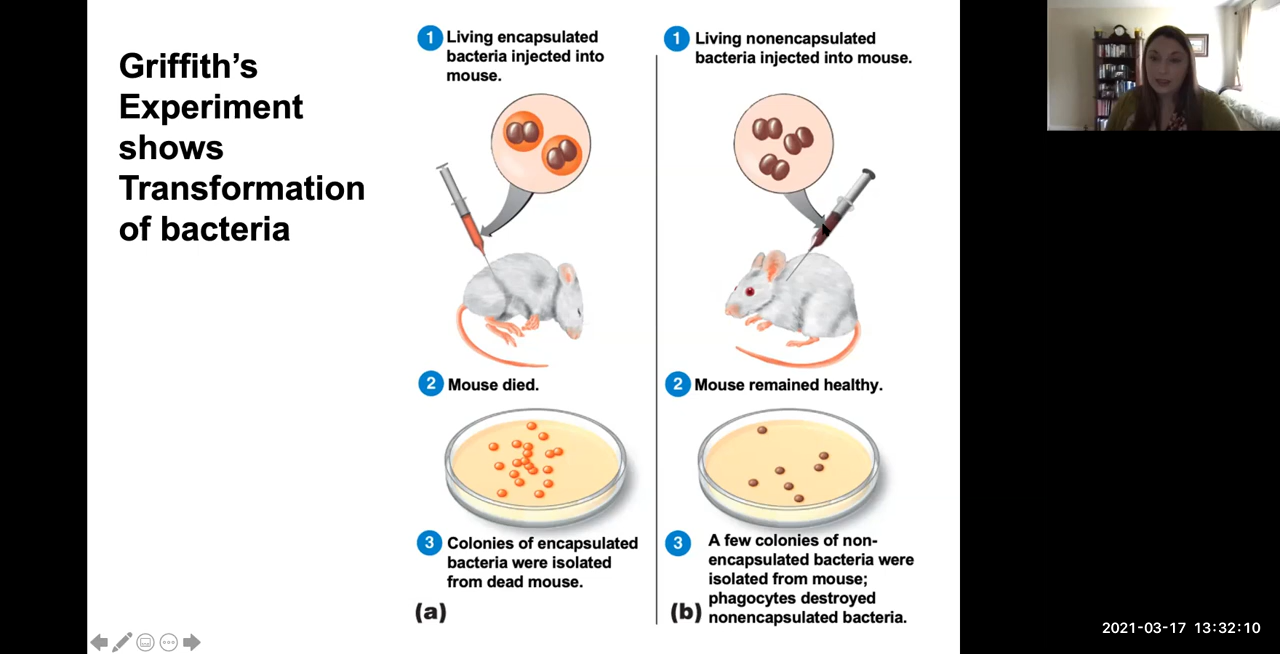 Griffith's
Experiment
shows
Transformation
of bacteria
1 Living encapsulated
bacteria injected into
mouse.
2 Mouse died.
3 Colonies of encapsulated
bacteria were isolated
from dead mouse.
(a)
1 Living nonencapsulated
bacteria injected into mouse.
2 Mouse remained healthy.
3 A few colonies of non-
encapsulated bacteria were
isolated from mouse;
phagocytes destroyed
nonencapsulated bacteria.
(b)
2021-03-17 13:32:10